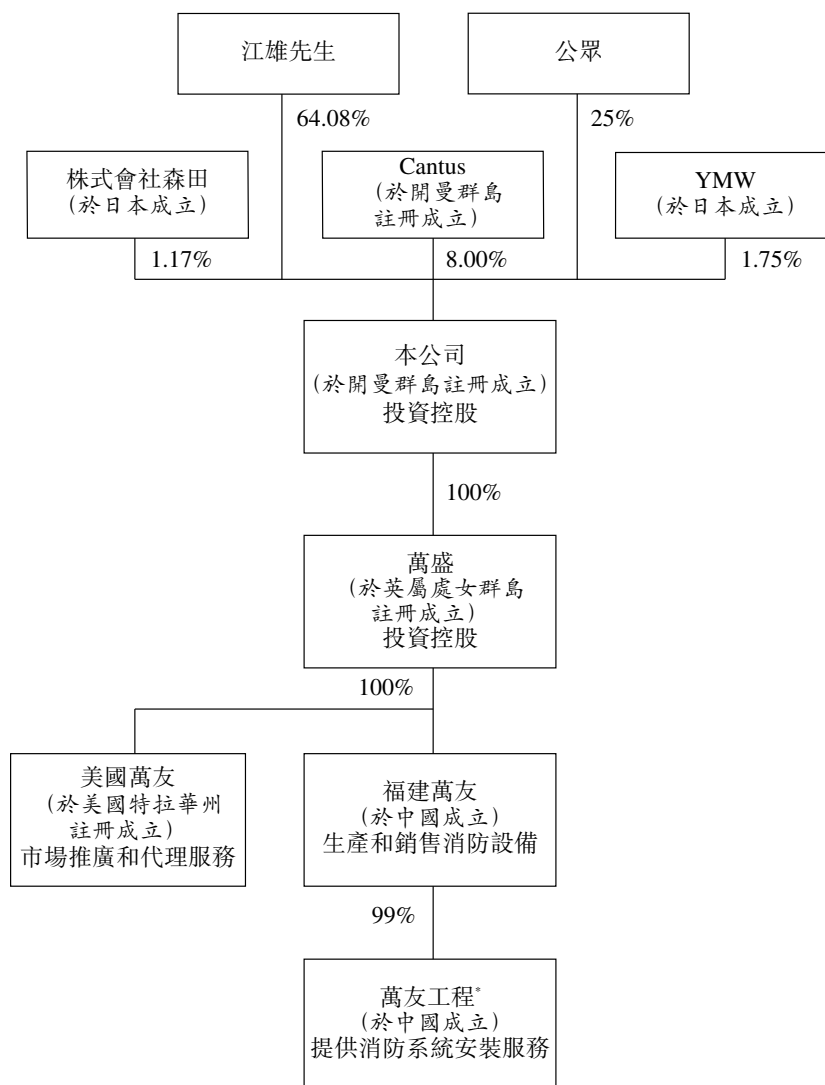 江雄先生
公眾
64.08%
25%
株式會社森田
（於日本成立）
Cantus
（於開曼群島
註冊成立）
YMW
（於日本成立）
1.17%
8.00%
1.75%
本公司
（於開曼群島註冊成立）
投資控股
100%
萬盛
（於英屬處女群島
註冊成立）
投資控股
100%
美國萬友
（於美國特拉華州
註冊成立）
市場推廣和代理服務
福建萬友
（於中國成立）
生產和銷售消防設備
99%
萬友工程*
（於中國成立）
提供消防系統安裝服務